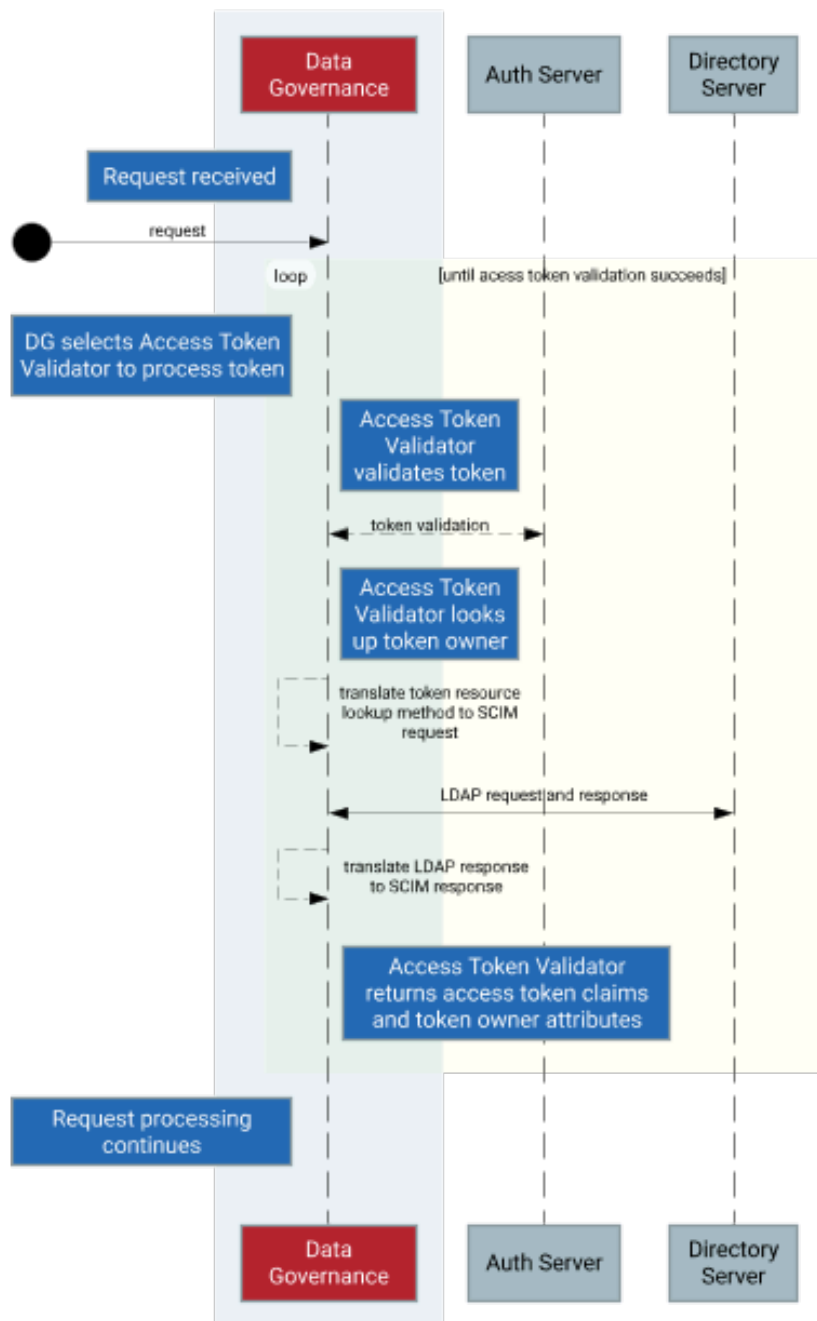 Data
Governance
Auth Server
Directory
Server
Request received
request
loop
[until acess token validation succeeds]
DG selects Access Token
Validator to process token
Access Token
Validator
validates token
token validation
Access Token
Validator looks
up token owner
translate token resource
lookup method to SCIM
request
LDAP request and response
translate LDAP response
to SCIM response
Access Token Validator
returns access token claims
and token owner attributes
Request processing
continues
Data
Governance
Auth Server
Directory
Server